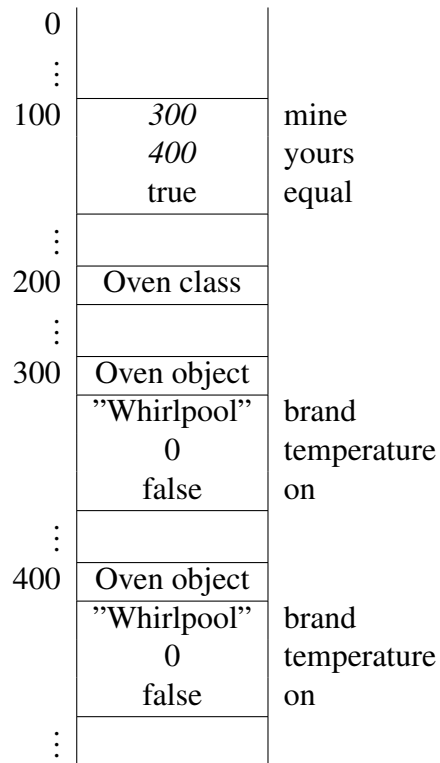 0
⋮
100 300 mine
400 yours
true equal
⋮
200 Oven class
⋮
300 Oven object
”Whirlpool” brand
0 temperature
false on
⋮
400 Oven object
”Whirlpool” brand
0 temperature
false on
⋮